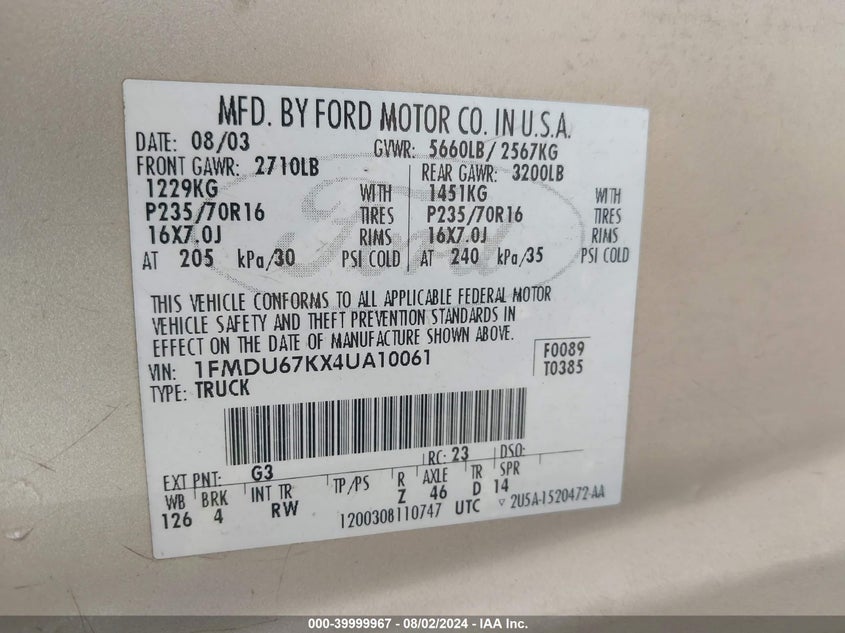 MFD. BY FORD MOTOR CO. IN U.S.A.
DATE: 08/03 GVWR: 5660LB/ 2567KG
FRONT GAWR: 2710LB REAR GAWR: 3200LB
1229KG WITH 1451KG WITH
P235/70R16 TIRES P235/70R16 TIRES
16X7.0J RIMS 16X7.0J RIMS
AT 205 kPa/30 PSI COLD AT 240 kPa/35 PSI COLD
Ford
THIS VEHICLE CONFORMS TO ALL APPLICABLE FEDERAL MOTOR
VEHICLE SAFETY AND THEFT PREVENTION STANDARDS IN
EFFECT ON THE DATE OF MANUFACTURE SHOWN ABOVE.
VIN: 1FMDU67KX4UA10061 F0089
TYPE: TRUCK T0385
EXT PNT: G3 RC: 23 DSO:
WB BRK INT TR TP/PS R AXLE TR SPR
126 4 RW Z 46 D 14
1200308110747 UTC ▽ 2U5A-1520472-AA
000-39999967 - 08/02/2024 - IAA Inc.